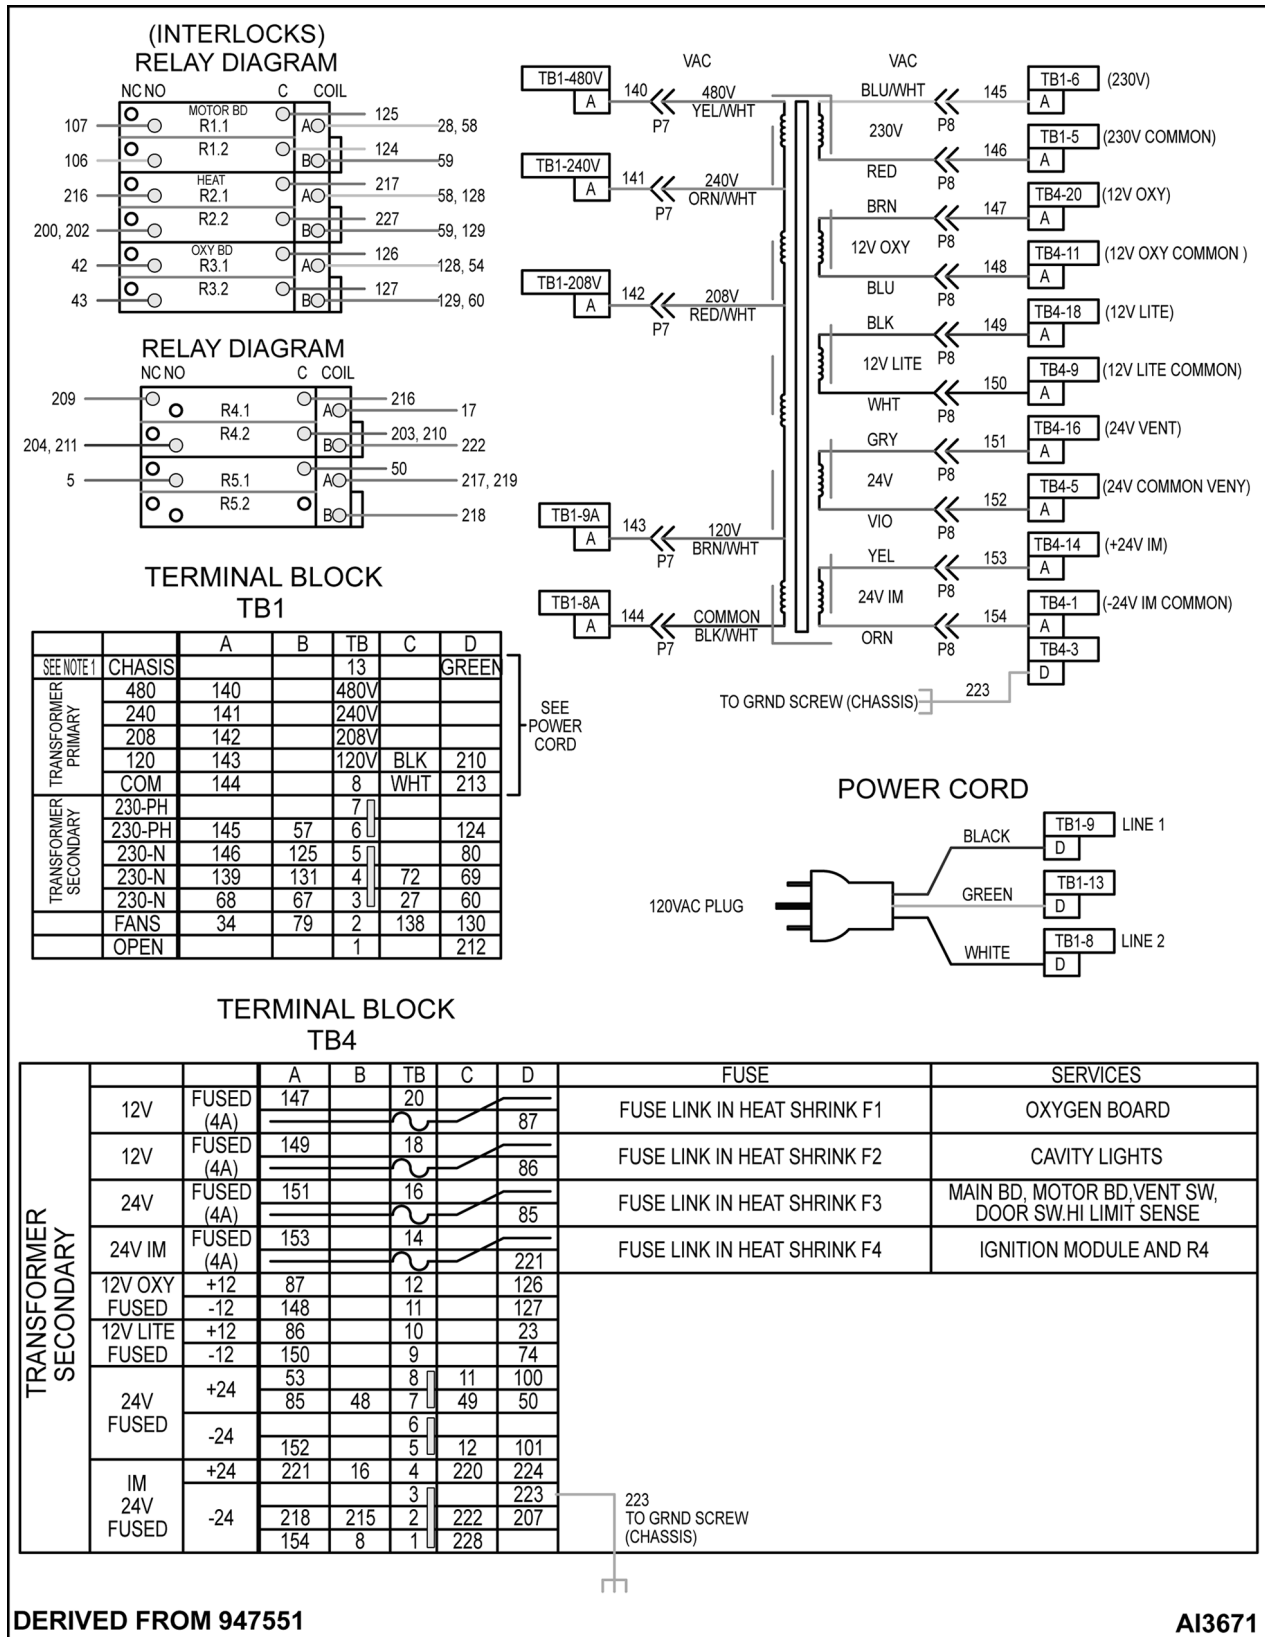 (INTERLOCKS)
RELAY DIAGRAM
NC NO C COIL
MOTOR BD
107 R1.1 125 A 28, 58
106 R1.2 124 B 59
HEAT
216 R2.1 217 A 58, 128
200, 202 R2.2 227 B 59, 129
OXY BD
42 R3.1 126 A 128, 54
43 R3.2 127 B 129, 60
RELAY DIAGRAM
NC NO C COIL
209 R4.1 216 A 17
204, 211 R4.2 203, 210 B 222
5 R5.1 50 A 217, 219
R5.2 B 218
VAC VAC
TB1-480V A 140 P7 480V YEL/WHT
TB1-240V A 141 P7 240V ORN/WHT
TB1-208V A 142 P7 208V RED/WHT
TB1-9A A 143 P7 120V BRN/WHT
TB1-8A A 144 P7 COMMON BLK/WHT
BLU/WHT P8 145 TB1-6 A (230V)
230V
RED P8 146 TB1-5 A (230V COMMON)
BRN P8 147 TB4-20 A (12V OXY)
12V OXY
BLU P8 148 TB4-11 A (12V OXY COMMON )
BLK P8 149 TB4-18 A (12V LITE)
12V LITE
WHT 150 TB4-9 A (12V LITE COMMON)
GRY P8 151 TB4-16 A (24V VENT)
24V
VIO P8 152 TB4-5 A (24V COMMON VENY)
YEL P8 153 TB4-14 A (+24V IM)
24V IM
ORN P8 154 TB4-1 A (-24V IM COMMON)
TB4-3 D
TO GRND SCREW (CHASSIS) 223
TERMINAL BLOCK
TB1
A B TB C D
SEE NOTE 1 CHASIS 13 GREEN
TRANSFORMER PRIMARY
480 140 480V
240 141 240V
208 142 208V
120 143 120V BLK 210
COM 144 8 WHT 213
SEE
POWER
CORD
TRANSFORMER SECONDARY
230-PH 7
230-PH 145 57 6 124
230-N 146 125 5 80
230-N 139 131 4 72 69
230-N 68 67 3 27 60
FANS 34 79 2 138 130
OPEN 1 212
POWER CORD
120VAC PLUG
BLACK TB1-9 D LINE 1
GREEN TB1-13 D
WHITE TB1-8 D LINE 2
TERMINAL BLOCK
TB4
A B TB C D FUSE SERVICES
TRANSFORMER SECONDARY
12V FUSED (4A) 147 20 87 FUSE LINK IN HEAT SHRINK F1 OXYGEN BOARD
12V FUSED (4A) 149 18 86 FUSE LINK IN HEAT SHRINK F2 CAVITY LIGHTS
24V FUSED (4A) 151 16 85 FUSE LINK IN HEAT SHRINK F3 MAIN BD, MOTOR BD,VENT SW, DOOR SW.HI LIMIT SENSE
24V IM FUSED (4A) 153 14 221 FUSE LINK IN HEAT SHRINK F4 IGNITION MODULE AND R4
12V OXY +12 87 12 126
FUSED -12 148 11 127
12V LITE +12 86 10 23
FUSED -12 150 9 74
24V FUSED
+24 53 8 11 100
85 48 7 49 50
-24 6
152 5 12 101
IM 24V FUSED
+24 221 16 4 220 224
-24 3 223
218 215 2 222 207
154 8 1 228
223
TO GRND SCREW
(CHASSIS)
DERIVED FROM 947551
AI3671